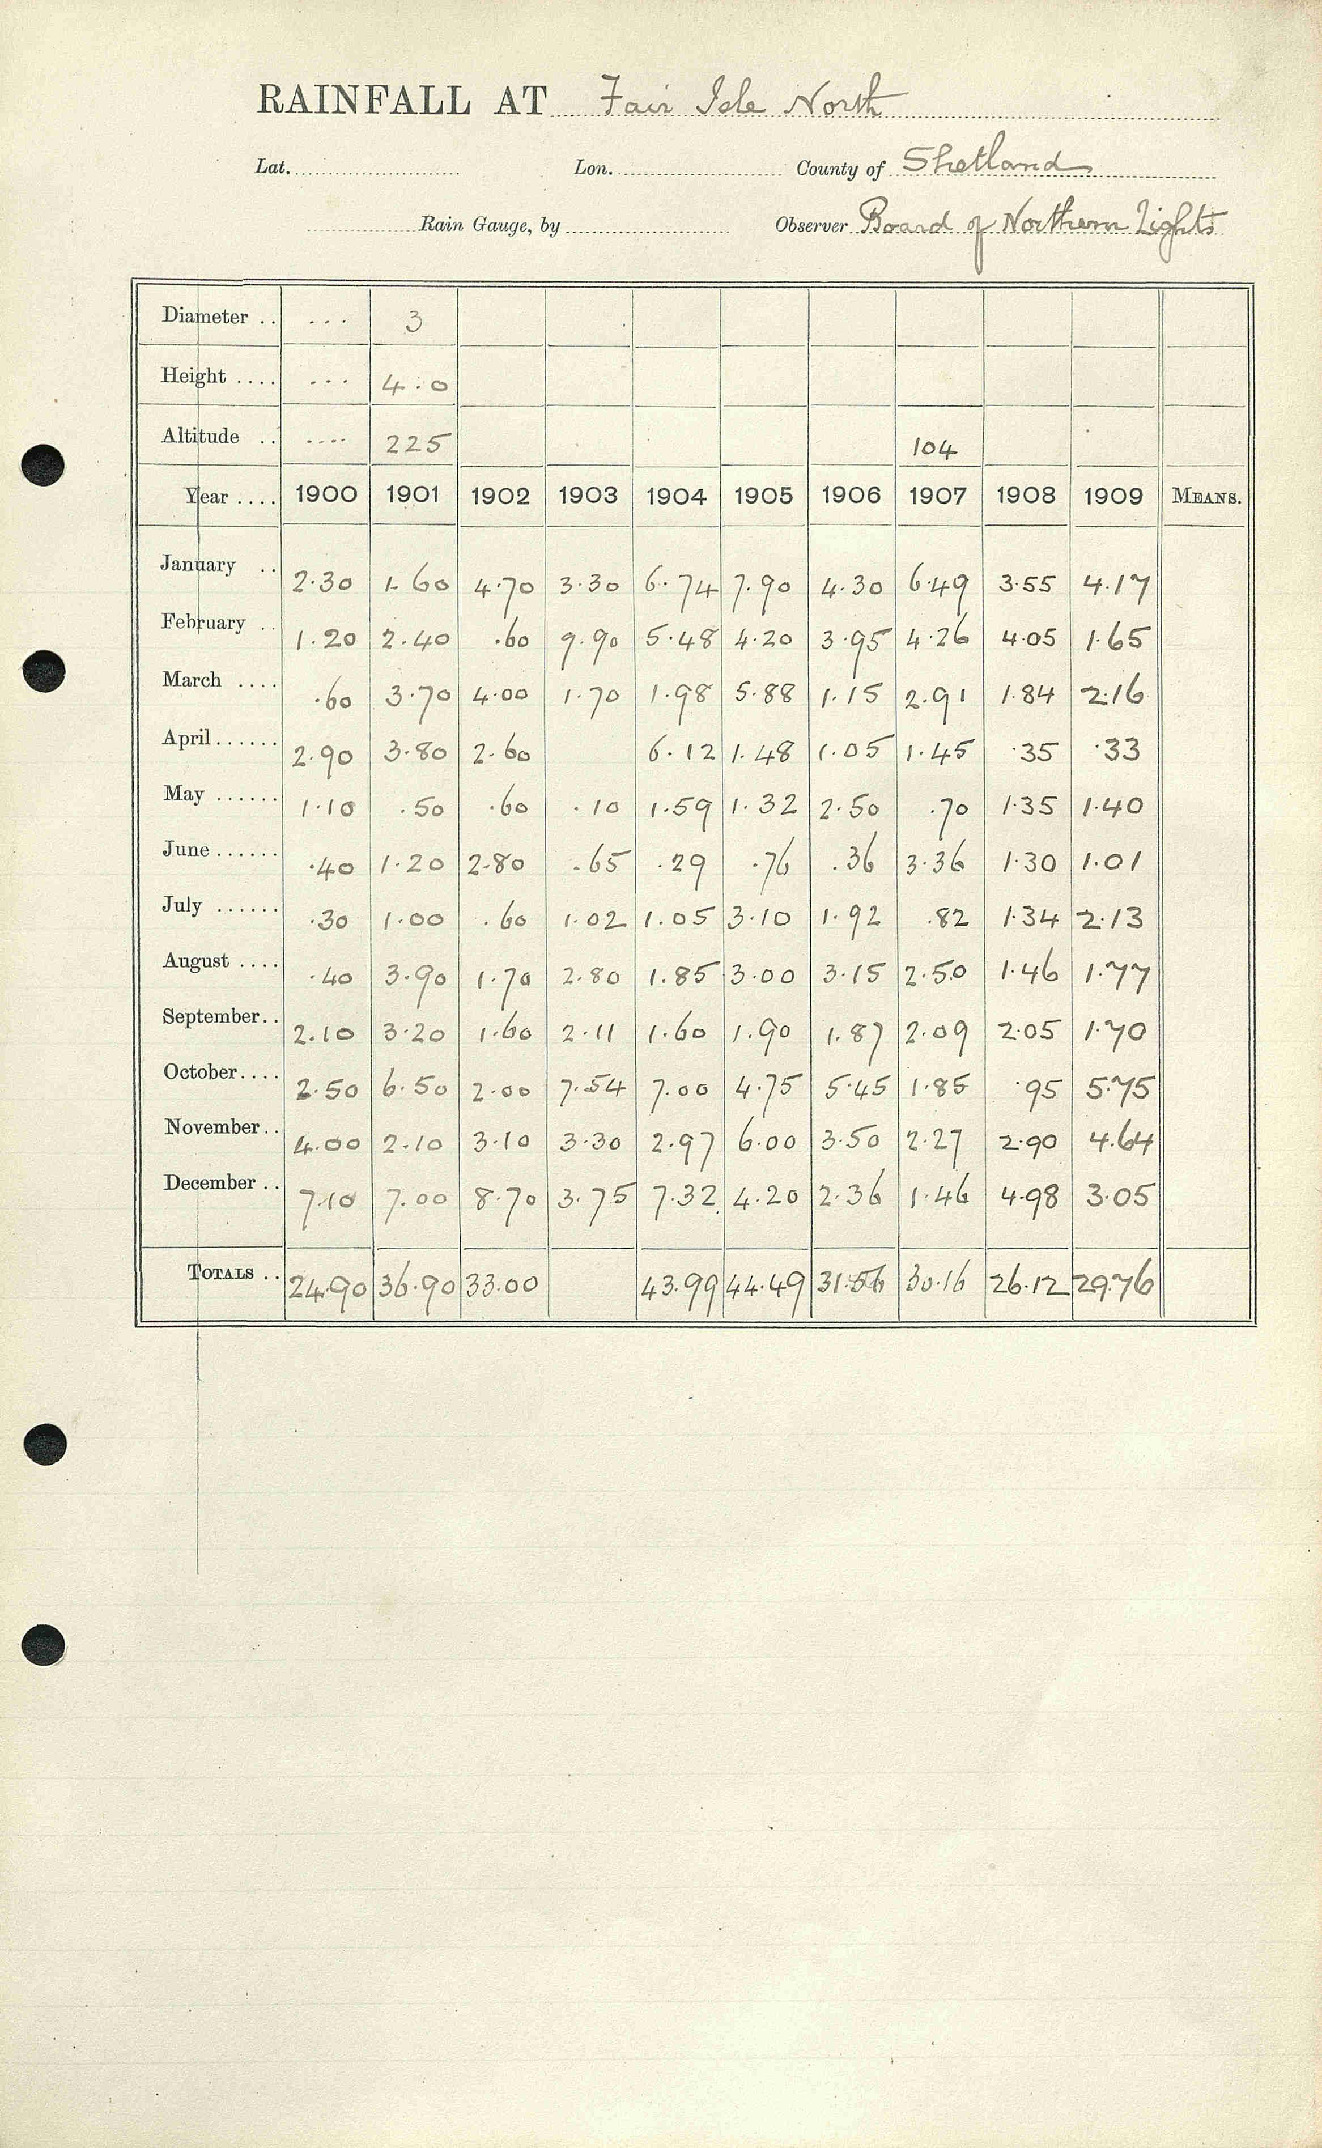 RAINFALL AT Fair Isle North
Lat. Lon. County of Shetland
Rain Gauge, by Observer Board of Northern Lights
Diameter .. ... 3
Height .... ... 4.0
Altitude .. .... 225 104
Year .... 1900 1901 1902 1903 1904 1905 1906 1907 1908 1909 MEANS.
January .. 2.30 1.60 4.70 3.30 6.74 7.90 4.30 6.49 3.55 4.17
February .. 1.20 2.40 .60 9.90 5.48 4.20 3.95 4.26 4.05 1.65
March .... .60 3.70 4.00 1.70 1.98 5.88 1.15 2.91 1.84 2.16
April...... 2.90 3.80 2.60 6.12 1.48 1.05 1.45 .35 .33
May ...... 1.10 .50 .60 .10 1.59 1.32 2.50 .70 1.35 1.40
June...... .40 1.20 2.80 .65 .29 .76 .36 3.36 1.30 1.01
July ...... .30 1.00 .60 1.02 1.05 3.10 1.92 .82 1.34 2.13
August .... .40 3.90 1.70 2.80 1.85 3.00 3.15 2.50 1.46 1.77
September.. 2.10 3.20 1.60 2.11 1.60 1.90 1.87 2.09 2.05 1.70
October.... 2.50 6.50 2.00 7.54 7.00 4.75 5.45 1.85 .95 5.75
November.. 4.00 2.10 3.10 3.30 2.97 6.00 3.50 2.27 2.90 4.64
December .. 7.10 7.00 8.70 3.75 7.32 4.20 2.36 1.46 4.98 3.05
TOTALS .. 24.90 36.90 33.00 43.99 44.49 31.56 30.16 26.12 29.76